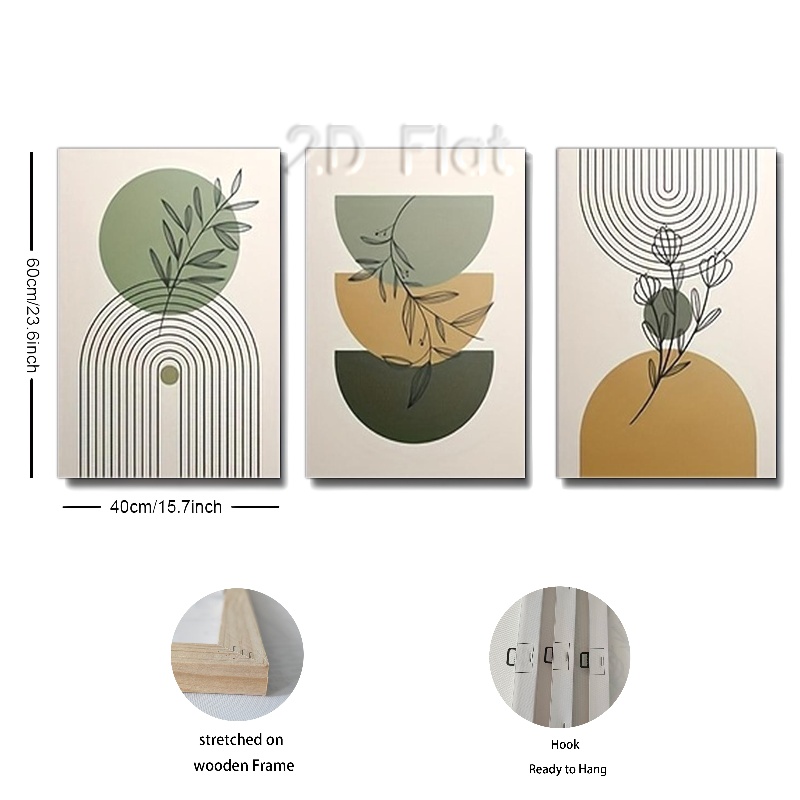 2D Flat
60cm/23.6inch
40cm/15.7inch
stretched on
wooden Frame
Hook
Ready to Hang